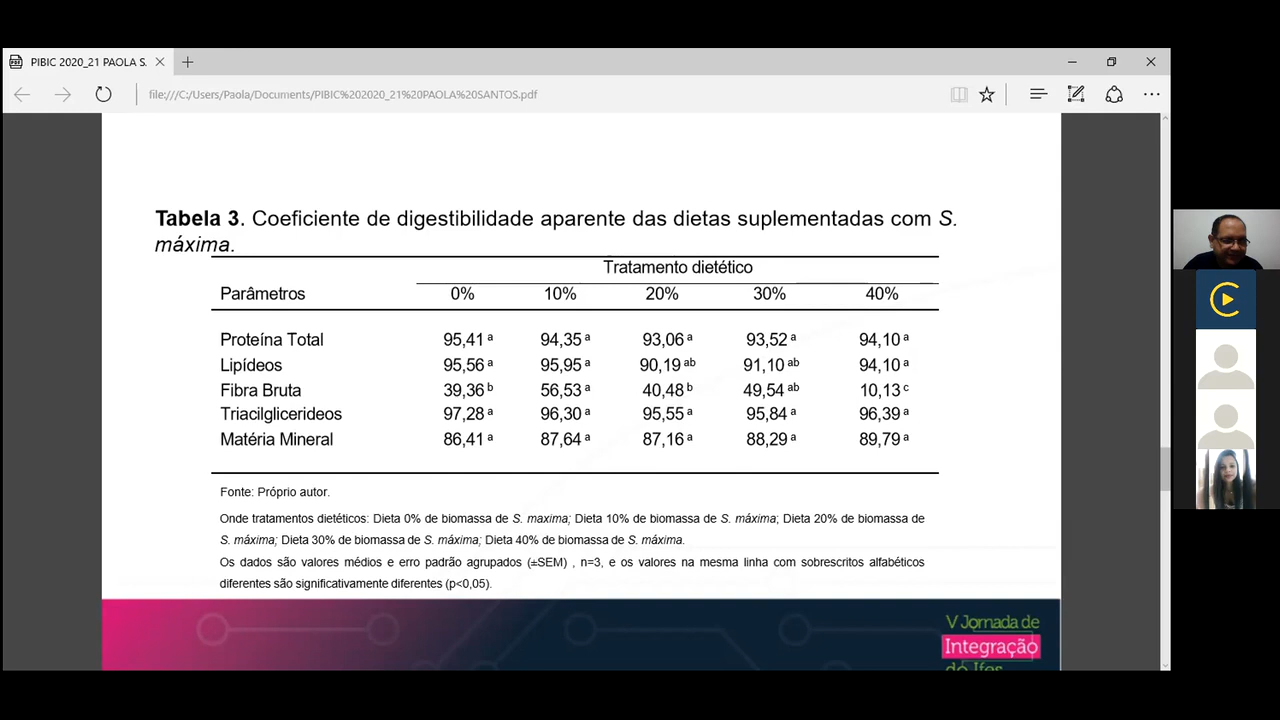 PIBIC 2020_21 PAOLA S.
file:///C:/Users/Paola/Documents/PIBIC%202020_21%20PAOLA%20SANTOS.pdf
Tabela 3. Coeficiente de digestibilidade aparente das dietas suplementadas com S.
máxima.
Tratamento dietético
Parâmetros 0% 10% 20% 30% 40%
Proteína Total 95,41 a 94,35 a 93,06 a 93,52 a 94,10 a
Lipídeos 95,56 a 95,95 a 90,19 ab 91,10 ab 94,10 a
Fibra Bruta 39,36 b 56,53 a 40,48 b 49,54 ab 10,13 c
Triacilglicerideos 97,28 a 96,30 a 95,55 a 95,84 a 96,39 a
Matéria Mineral 86,41 a 87,64 a 87,16 a 88,29 a 89,79 a
Fonte: Próprio autor.
Onde tratamentos dietéticos: Dieta 0% de biomassa de S. maxima; Dieta 10% de biomassa de S. máxima; Dieta 20% de biomassa de
S. máxima; Dieta 30% de biomassa de S. máxima; Dieta 40% de biomassa de S. máxima.
Os dados são valores médios e erro padrão agrupados (±SEM) , n=3, e os valores na mesma linha com sobrescritos alfabéticos
diferentes são significativamente diferentes (p<0,05).
V Jornada de
Integração
do Ifes